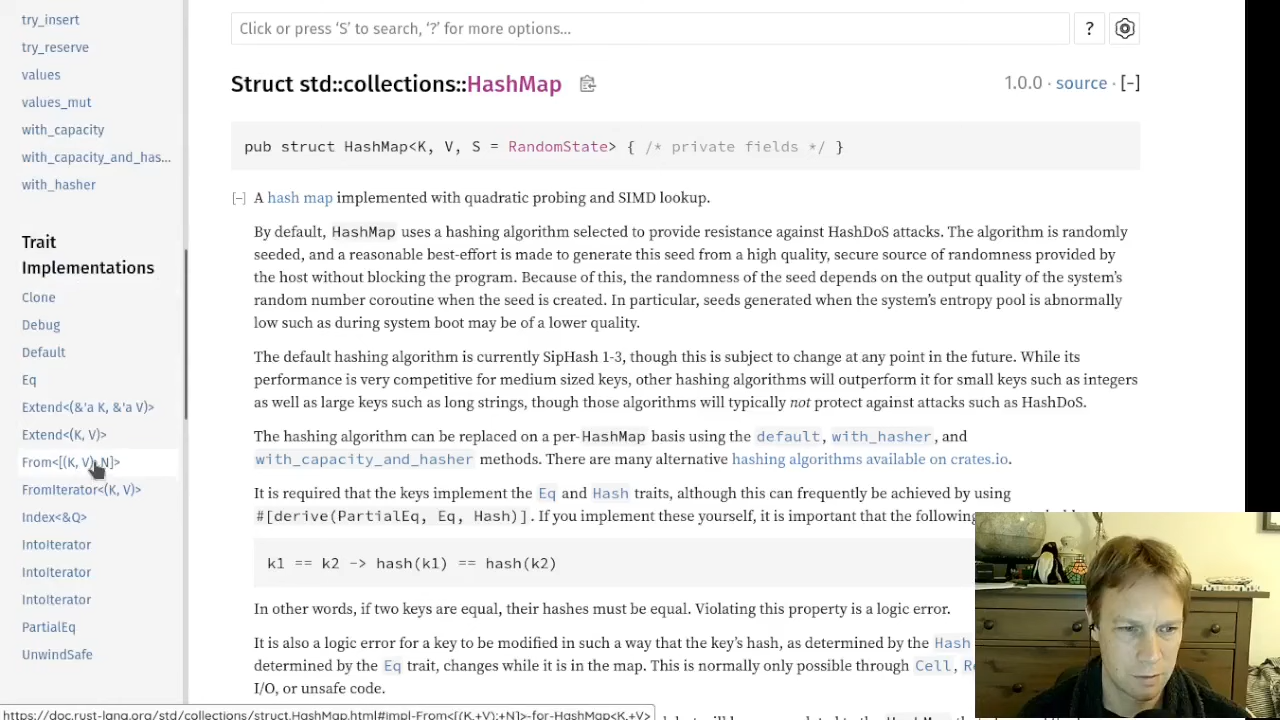 try_insert
try_reserve
values
values_mut
with_capacity
with_capacity_and_has...
with_hasher
Trait
Implementations
Clone
Debug
Default
Eq
Extend<(&'a K, &'a V)>
Extend<(K, V)>
From<[(K, V); N]>
FromIterator<(K, V)>
Index<&Q>
IntoIterator
IntoIterator
IntoIterator
PartialEq
UnwindSafe
Click or press ‘S’ to search, ‘?’ for more options…
?
Struct std::collections::HashMap
1.0.0 · source · [-]
pub struct HashMap<K, V, S = RandomState> { /* private fields */ }
[-] A hash map implemented with quadratic probing and SIMD lookup.
By default, HashMap uses a hashing algorithm selected to provide resistance against HashDoS attacks. The algorithm is randomly
seeded, and a reasonable best-effort is made to generate this seed from a high quality, secure source of randomness provided by
the host without blocking the program. Because of this, the randomness of the seed depends on the output quality of the system’s
random number coroutine when the seed is created. In particular, seeds generated when the system’s entropy pool is abnormally
low such as during system boot may be of a lower quality.
The default hashing algorithm is currently SipHash 1-3, though this is subject to change at any point in the future. While its
performance is very competitive for medium sized keys, other hashing algorithms will outperform it for small keys such as integers
as well as large keys such as long strings, though those algorithms will typically not protect against attacks such as HashDoS.
The hashing algorithm can be replaced on a per-HashMap basis using the default, with_hasher, and
with_capacity_and_hasher methods. There are many alternative hashing algorithms available on crates.io.
It is required that the keys implement the Eq and Hash traits, although this can frequently be achieved by using
#[derive(PartialEq, Eq, Hash)]. If you implement these yourself, it is important that the following
k1 == k2 -> hash(k1) == hash(k2)
In other words, if two keys are equal, their hashes must be equal. Violating this property is a logic error.
It is also a logic error for a key to be modified in such a way that the key’s hash, as determined by the Hash
determined by the Eq trait, changes while it is in the map. This is normally only possible through Cell,
I/O, or unsafe code.
https://doc.rust-lang.org/std/collections/struct.HashMap.html#impl-From<[(K,+V);+N]>-for-HashMap<K,+V>